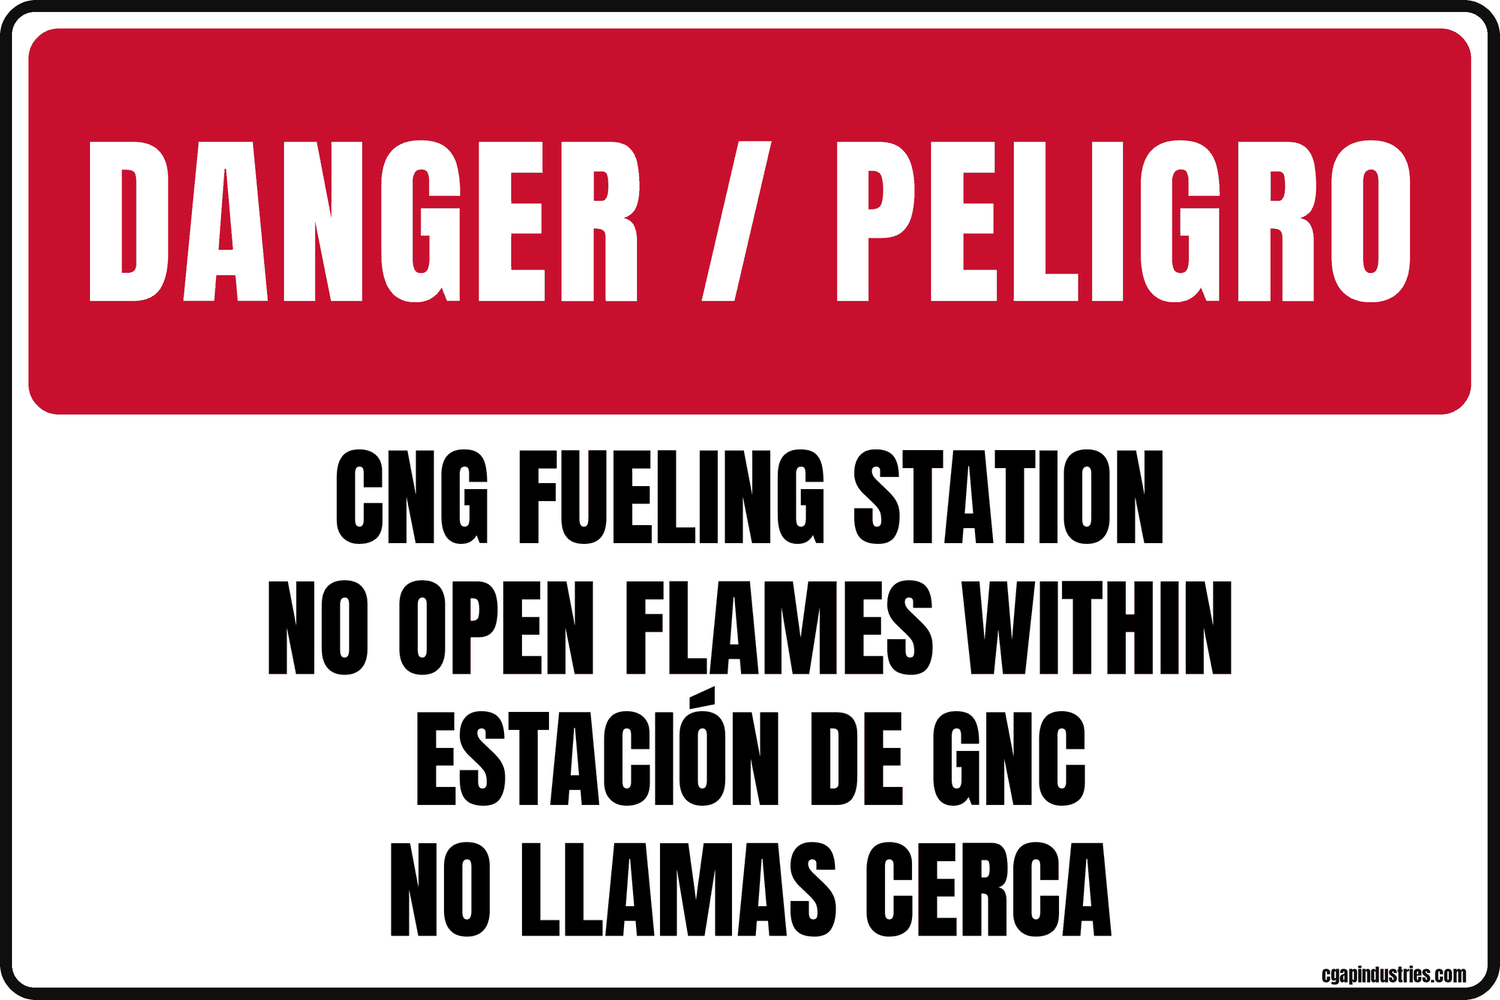 DANGER / PELIGRO
CNG FUELING STATION
NO OPEN FLAMES WITHIN
ESTACIÓN DE GNC
NO LLAMAS CERCA
cgapindustries.com